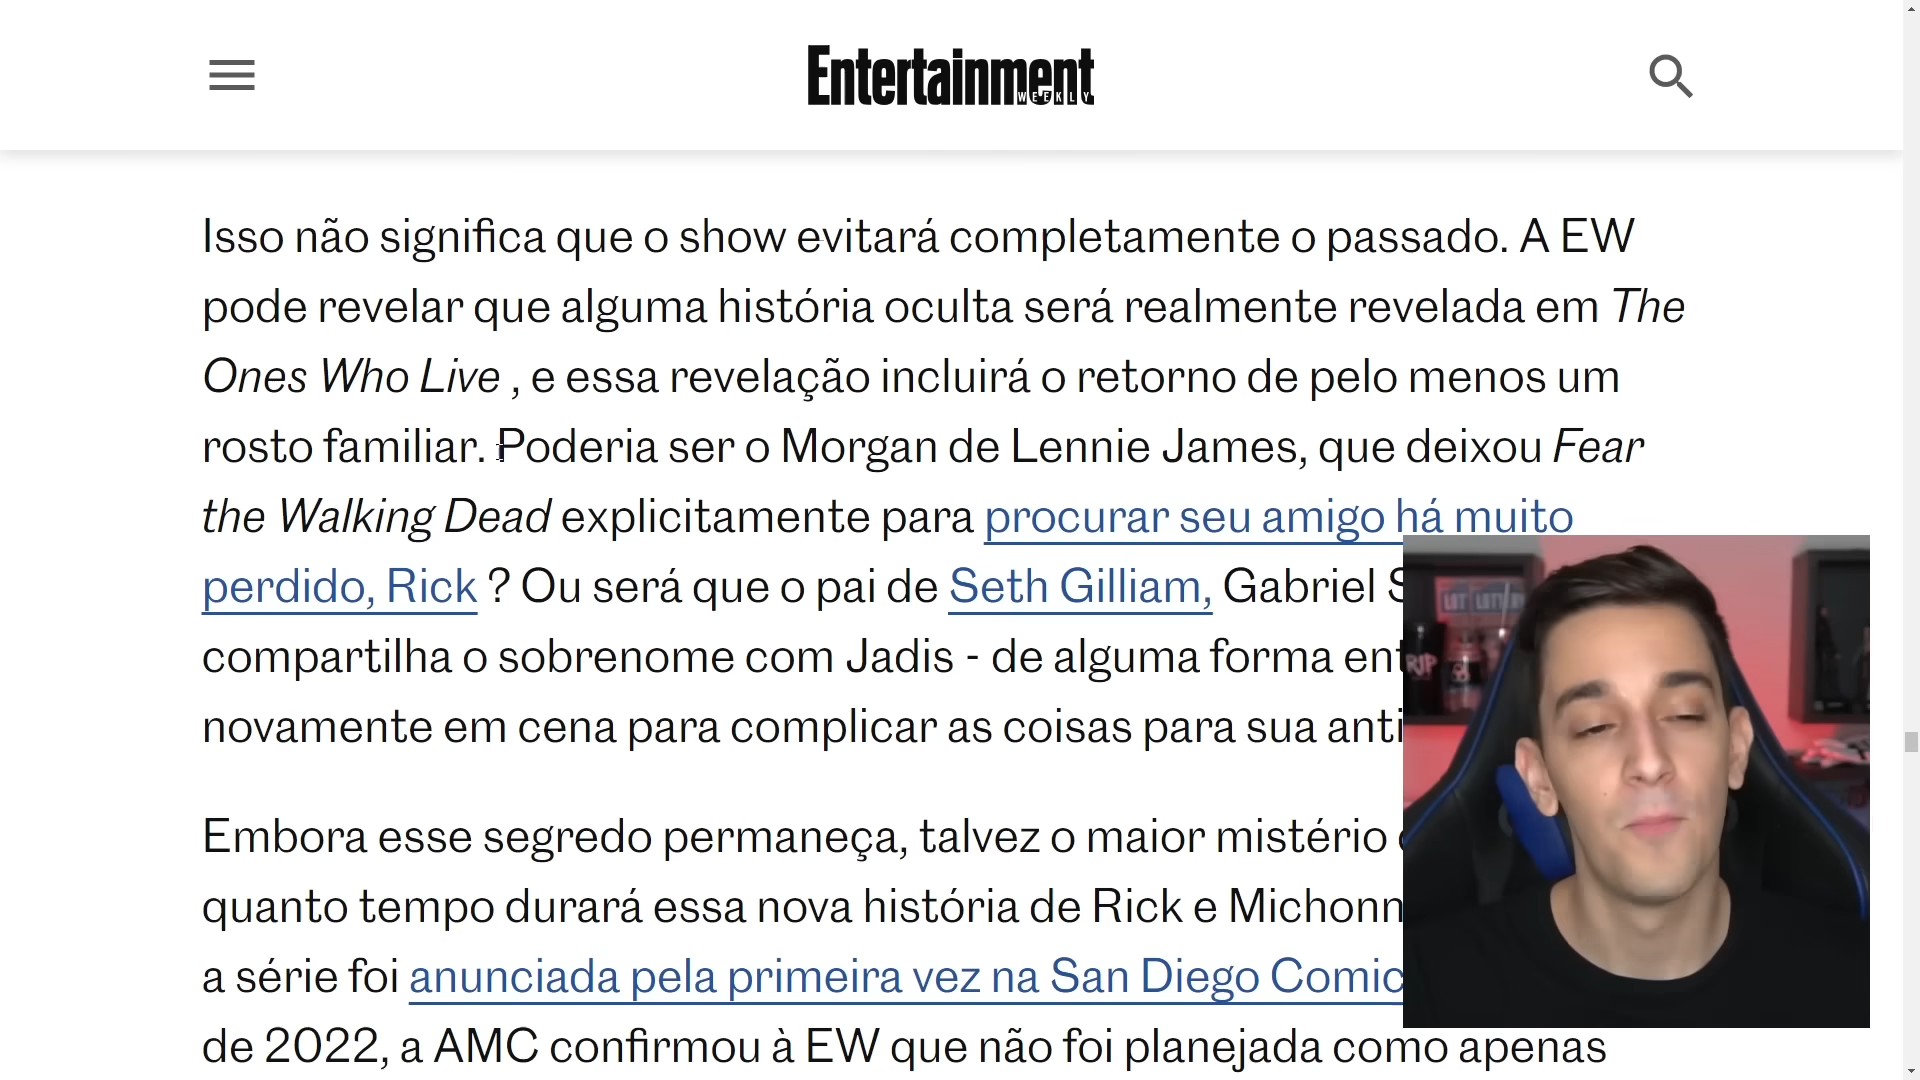 Entertainment
WEEKLY
Isso não significa que o show evitará completamente o passado. A EW
pode revelar que alguma história oculta será realmente revelada em The
Ones Who Live , e essa revelação incluirá o retorno de pelo menos um
rosto familiar. Poderia ser o Morgan de Lennie James, que deixou Fear
the Walking Dead explicitamente para procurar seu amigo há muito
perdido, Rick ? Ou será que o pai de Seth Gilliam, Gabriel
compartilha o sobrenome com Jadis - de alguma forma
novamente em cena para complicar as coisas para sua
Embora esse segredo permaneça, talvez o maior mistério
quanto tempo durará essa nova história de Rick e
a série foi anunciada pela primeira vez na San Diego
de 2022, a AMC confirmou à EW que não foi planejada como apenas
RIP